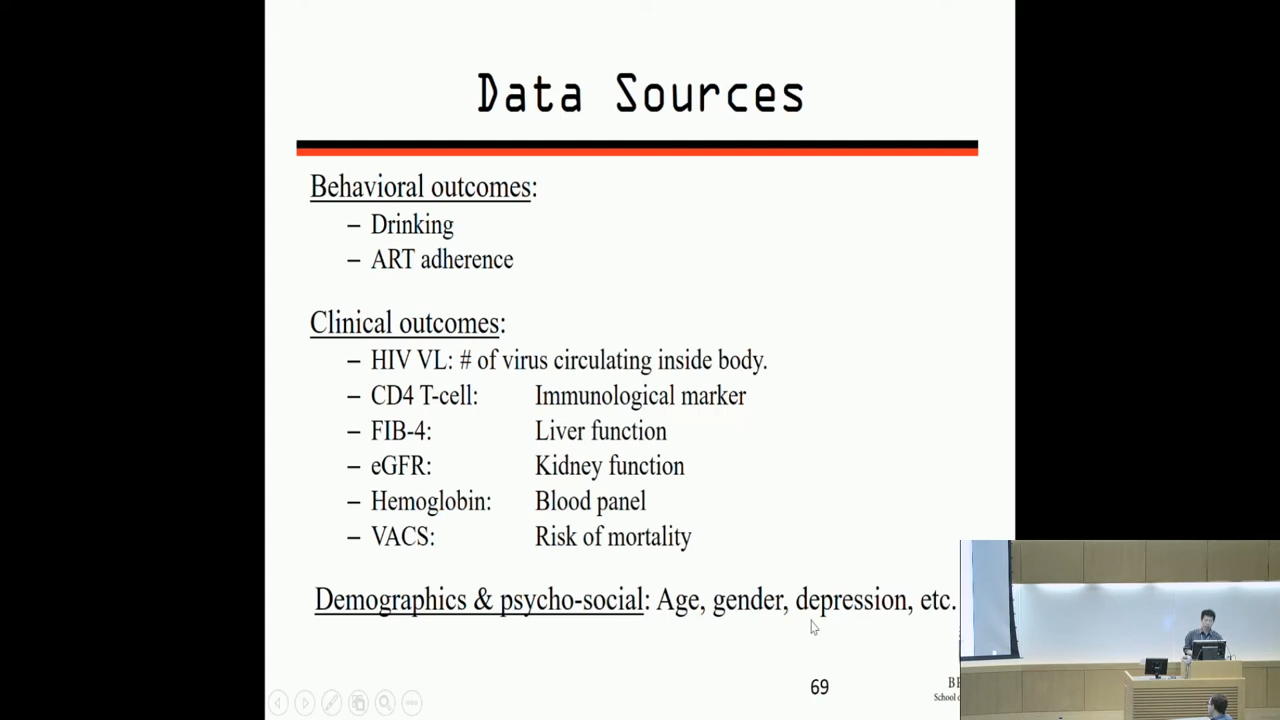 Data Sources
Behavioral outcomes:
– Drinking
– ART adherence
Clinical outcomes:
– HIV VL: # of virus circulating inside body.
– CD4 T-cell: Immunological marker
– FIB-4: Liver function
– eGFR: Kidney function
– Hemoglobin: Blood panel
– VACS: Risk of mortality
Demographics & psycho-social: Age, gender, depression, etc.
69
School